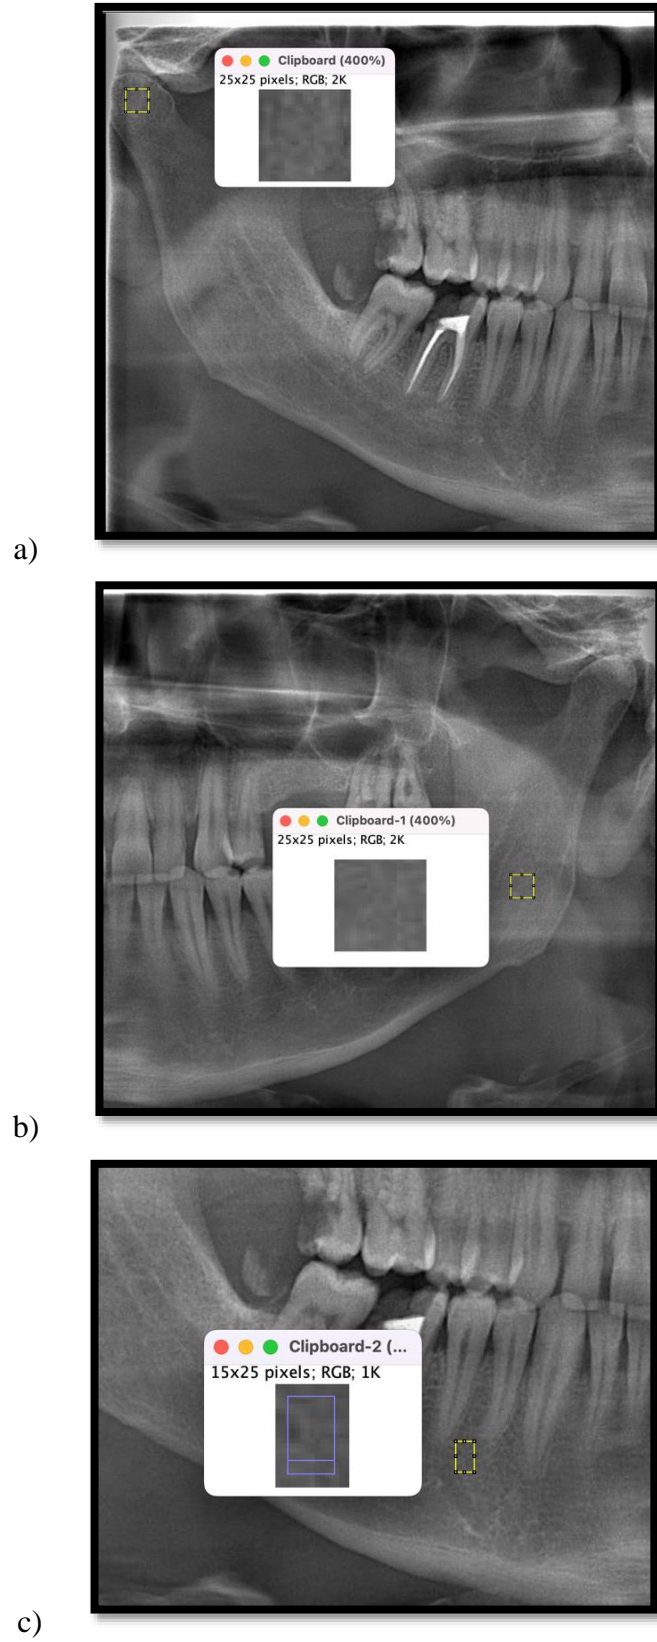 Clipboard (400%)
25x25 pixels; RGB; 2K
a)
Clipboard-1 (400%)
25x25 pixels; RGB; 2K
b)
Clipboard-2 (...
15x25 pixels; RGB; 1K
c)